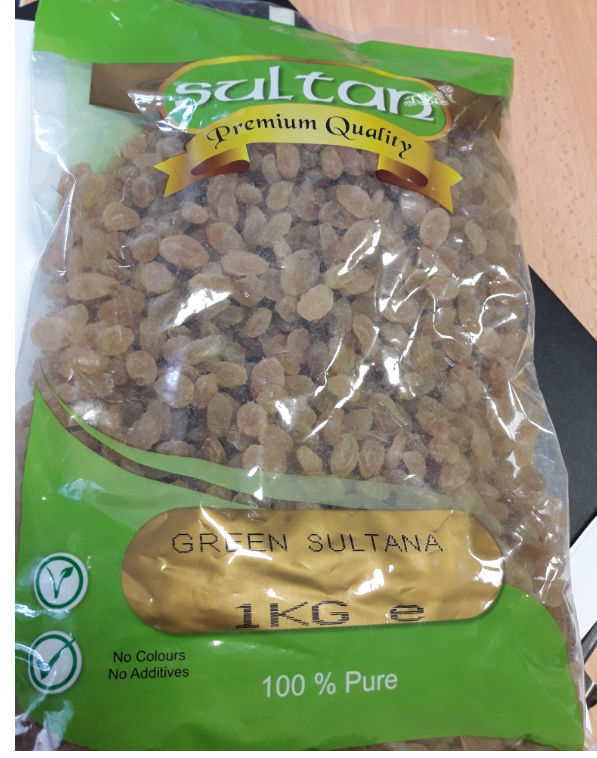 sultan
Premium Quality
GREEN SULTANA
1KG e
No Colours
No Additives
100 % Pure